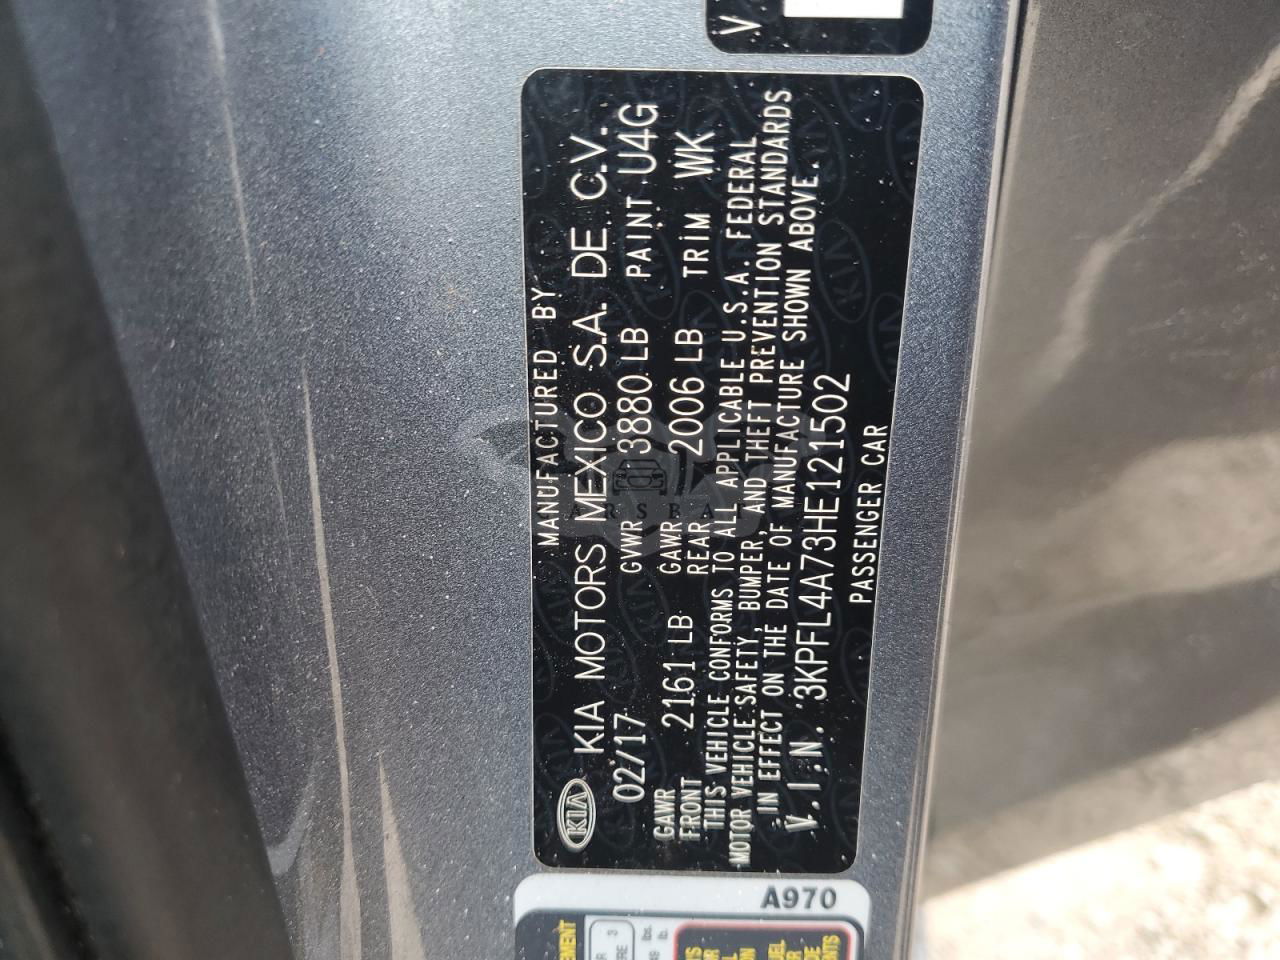 V
KIA
MANUFACTURED BY
KIA MOTORS MEXICO S.A. DE C.V.
02/17 GVWR 3880 LB PAINT U4G
GAWR FRONT 2161 LB GAWR REAR 2006 LB TRIM WK
THIS VEHICLE CONFORMS TO ALL APPLICABLE U.S.A. FEDERAL
MOTOR VEHICLE SAFETY, BUMPER, AND THEFT PREVENTION STANDARDS
IN EFFECT ON THE DATE OF MANUFACTURE SHOWN ABOVE.
V.I.N. 3KPFL4A73HE121502
PASSENGER CAR
A970